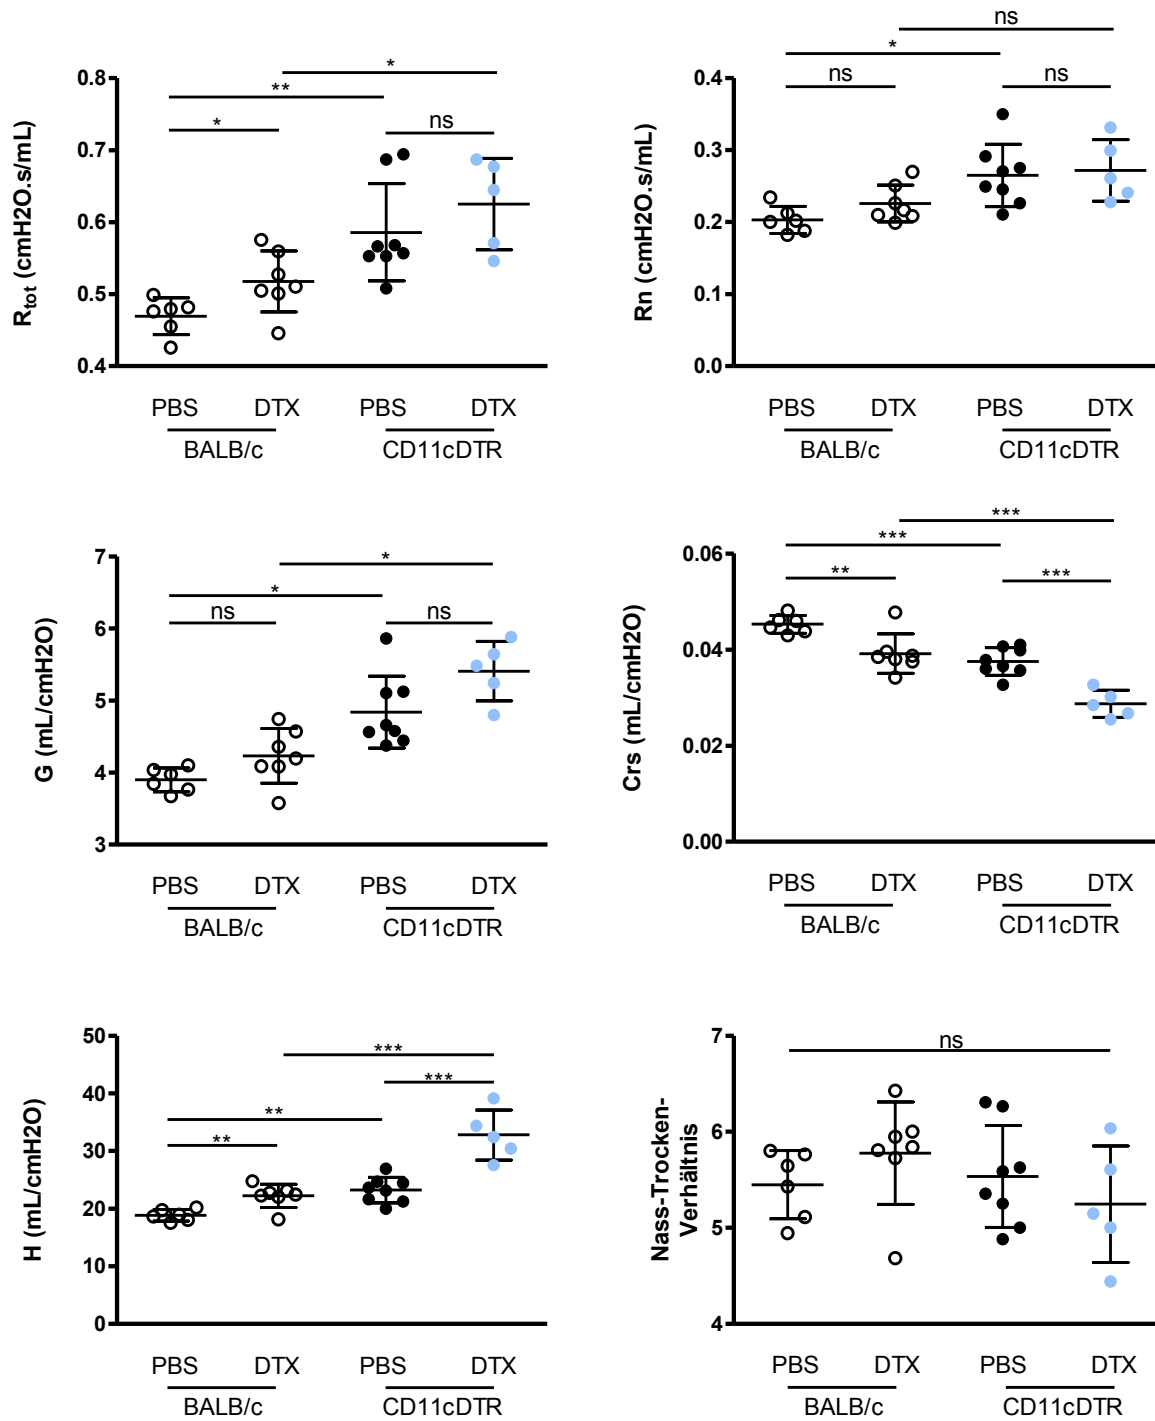 ns
*
ns
ns
0.4
0.3
0.2
0.1
0.0
Rn (cmH2O.s/mL)
PBS DTX PBS DTX
BALB/c CD11cDTR
*
**
*
ns
0.8
0.7
0.6
0.5
0.4
Rtot (cmH2O.s/mL)
PBS DTX PBS DTX
BALB/c CD11cDTR
*
*
ns
ns
7
6
5
4
3
G (mL/cmH2O)
PBS DTX PBS DTX
BALB/c CD11cDTR
***
***
**
***
0.06
0.04
0.02
0.00
Crs (mL/cmH2O)
PBS DTX PBS DTX
BALB/c CD11cDTR
***
***
**
**
50
40
30
20
10
0
H (mL/cmH2O)
PBS DTX PBS DTX
BALB/c CD11cDTR
ns
7
6
5
4
Nass-Trocken-
Verhältnis
PBS DTX PBS DTX
BALB/c CD11cDTR